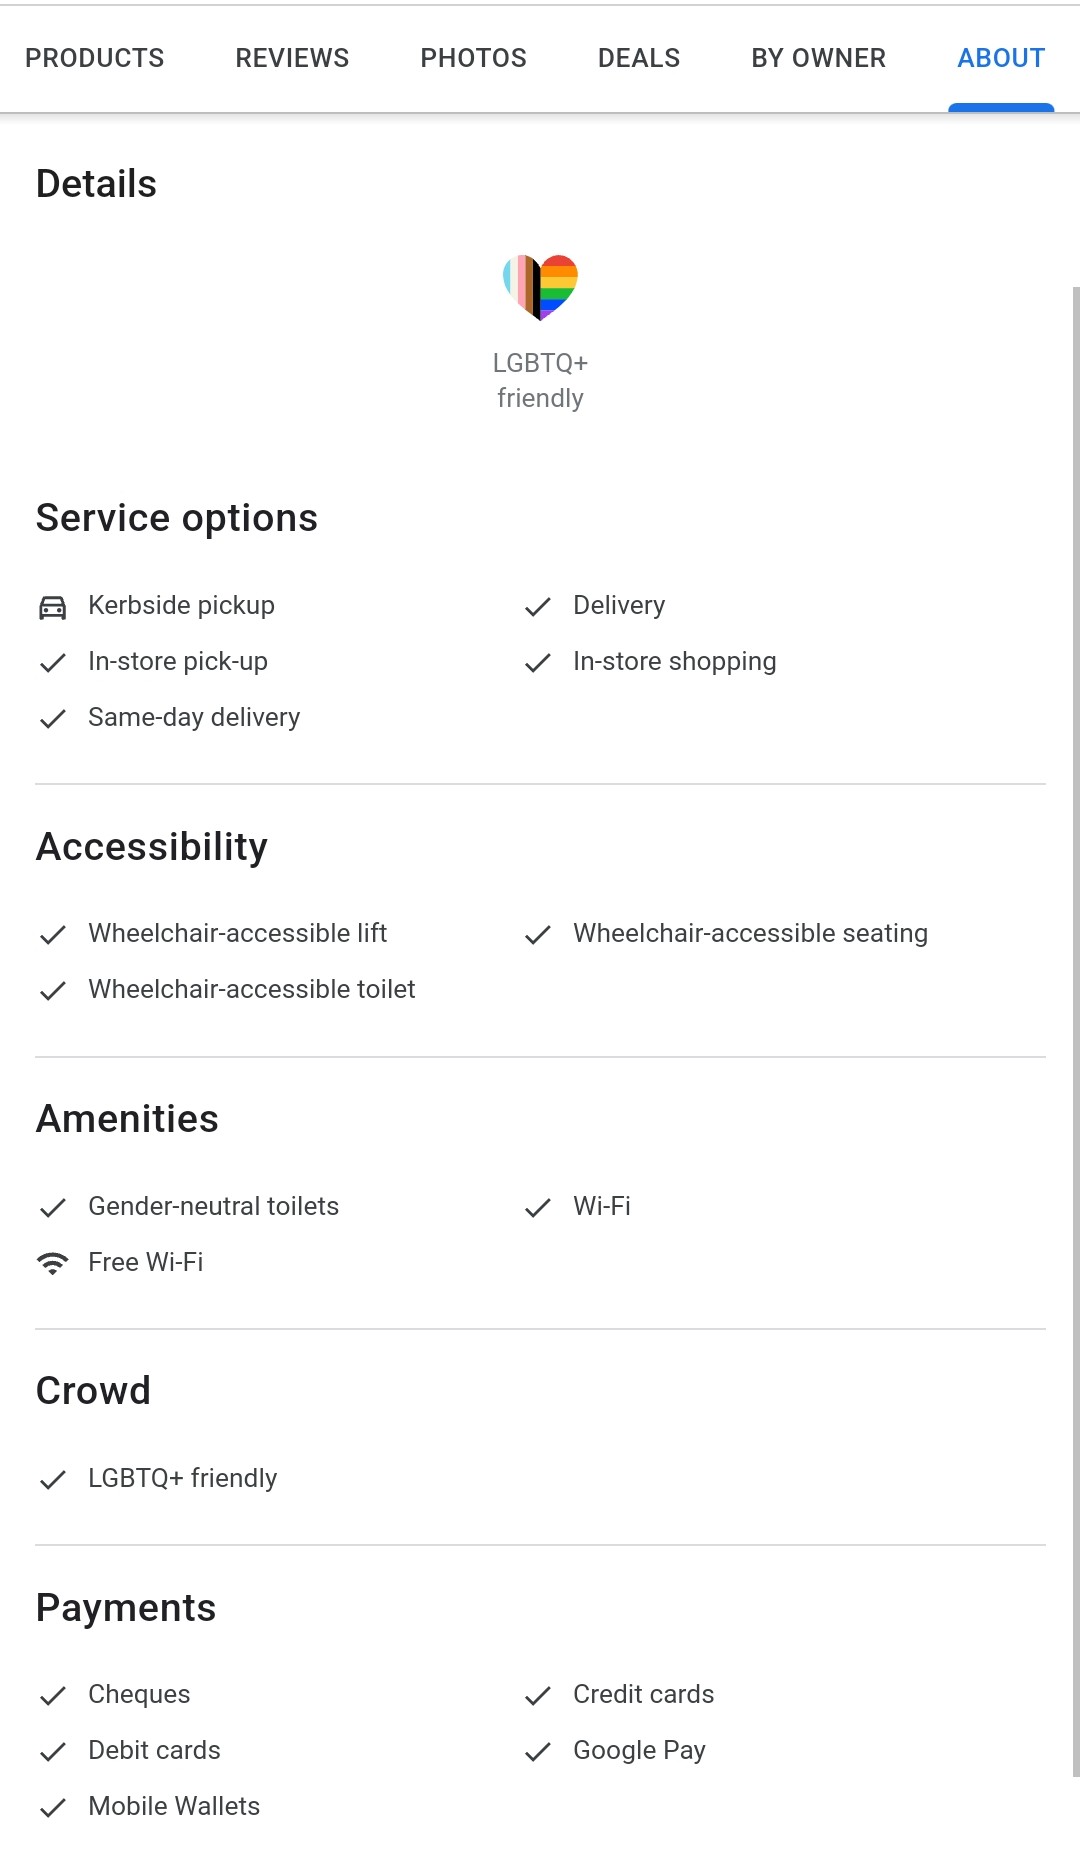 PRODUCTS REVIEWS PHOTOS DEALS BY OWNER ABOUT
Details
LGBTQ+
friendly
Service options
Kerbside pickup Delivery
In-store pick-up In-store shopping
Same-day delivery
Accessibility
Wheelchair-accessible lift Wheelchair-accessible seating
Wheelchair-accessible toilet
Amenities
Gender-neutral toilets Wi-Fi
Free Wi-Fi
Crowd
LGBTQ+ friendly
Payments
Cheques Credit cards
Debit cards Google Pay
Mobile Wallets